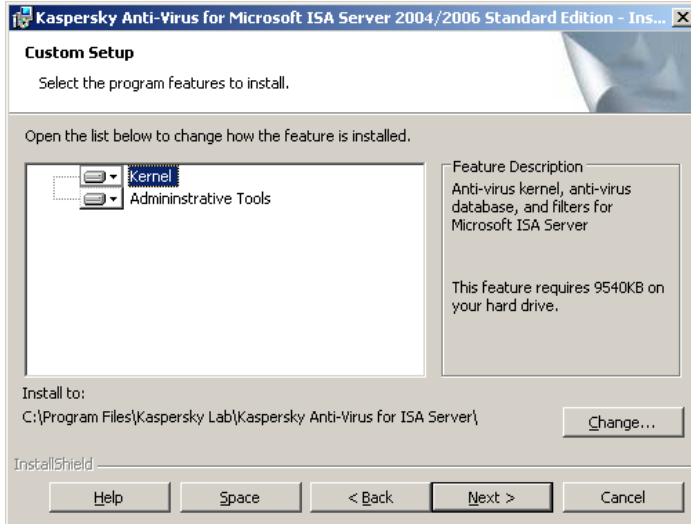 Kaspersky Anti-Virus for Microsoft ISA Server 2004/2006 Standard Edition - Ins...
Custom Setup
Select the program features to install.
Open the list below to change how the feature is installed.
Kernel
Admininstrative Tools
Feature Description
Anti-virus kernel, anti-virus
database, and filters for
Microsoft ISA Server
This feature requires 9540KB on
your hard drive.
Install to:
C:\Program Files\Kaspersky Lab\Kaspersky Anti-Virus for ISA Server\
Change...
InstallShield
Help
Space
< Back
Next >
Cancel